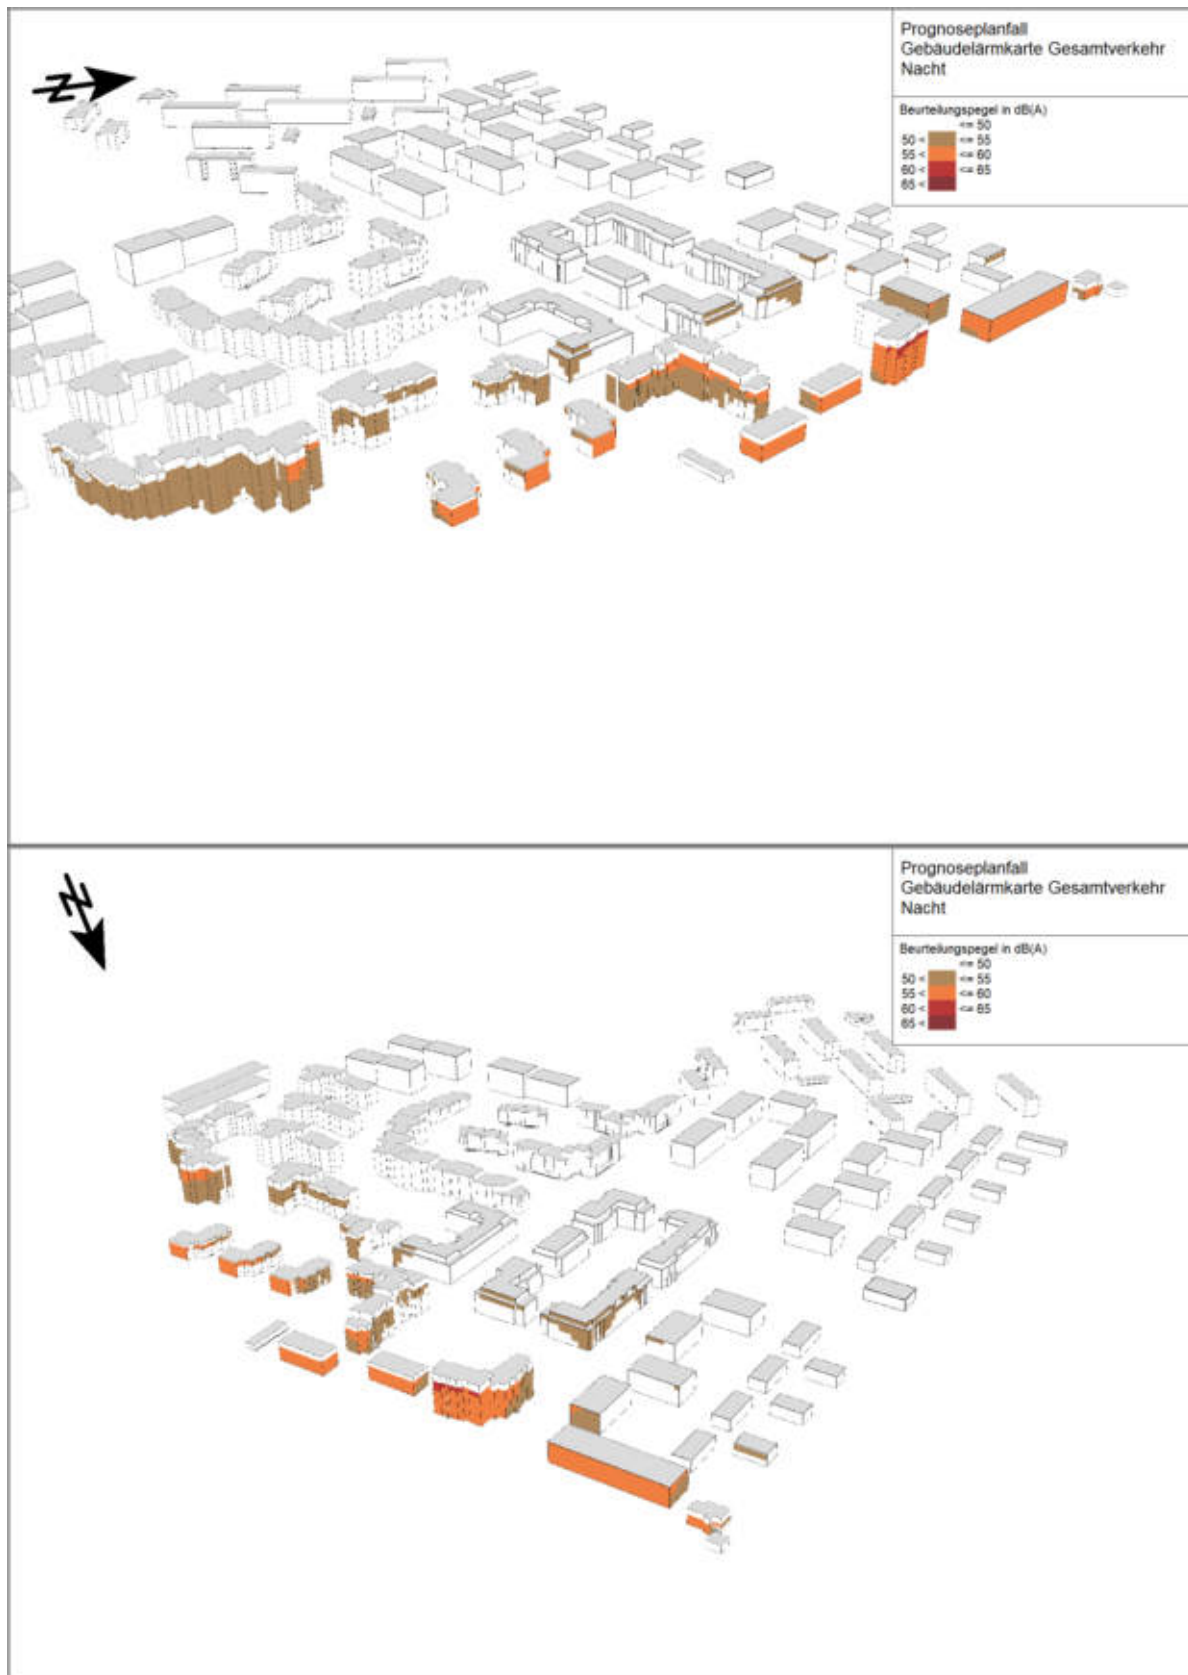 Prognoseplanfall
Gebäudelärmkarte Gesamtverkehr
Nacht
Beurteilungspegel in dB(A)
<= 50
50 < <= 55
55 < <= 60
60 < <= 65
65 <
Prognoseplanfall
Gebäudelärmkarte Gesamtverkehr
Nacht
Beurteilungspegel in dB(A)
<= 50
50 < <= 55
55 < <= 60
60 < <= 65
65 <